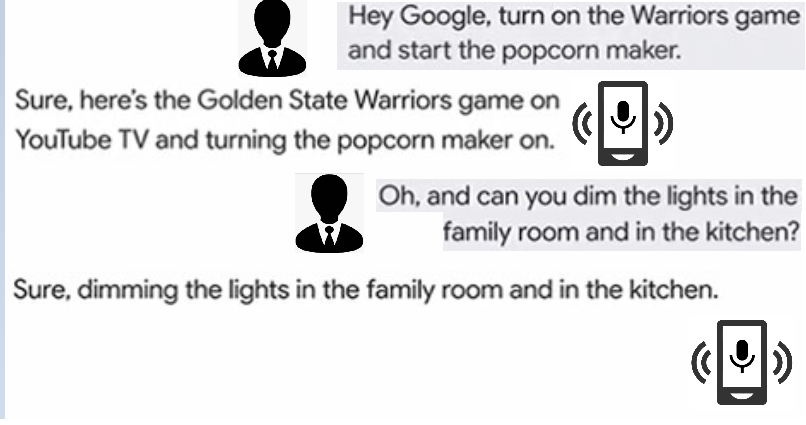 Hey Google, turn on the Warriors game
and start the popcorn maker.
Sure, here's the Golden State Warriors game on
YouTube TV and turning the popcorn maker on.
Oh, and can you dim the lights in the
family room and in the kitchen?
Sure, dimming the lights in the family room and in the kitchen.